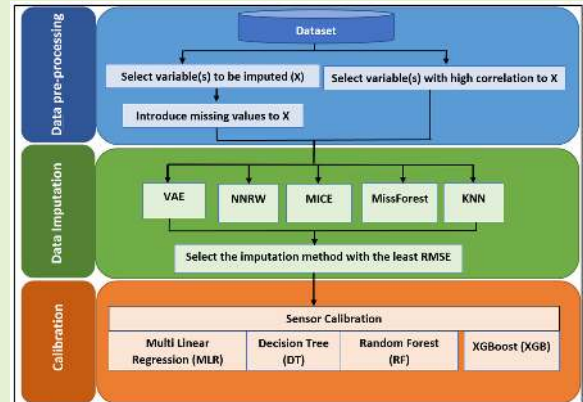 Data pre-processing
Dataset
Select variable(s) to be imputed (X)
Select variable(s) with high correlation to X
Introduce missing values to X
Data Imputation
VAE
NNRW
MICE
MissForest
KNN
Select the imputation method with the least RMSE
Calibration
Sensor Calibration
Multi Linear
Regression (MLR)
Decision Tree
(DT)
Random Forest
(RF)
XGBoost (XGB)